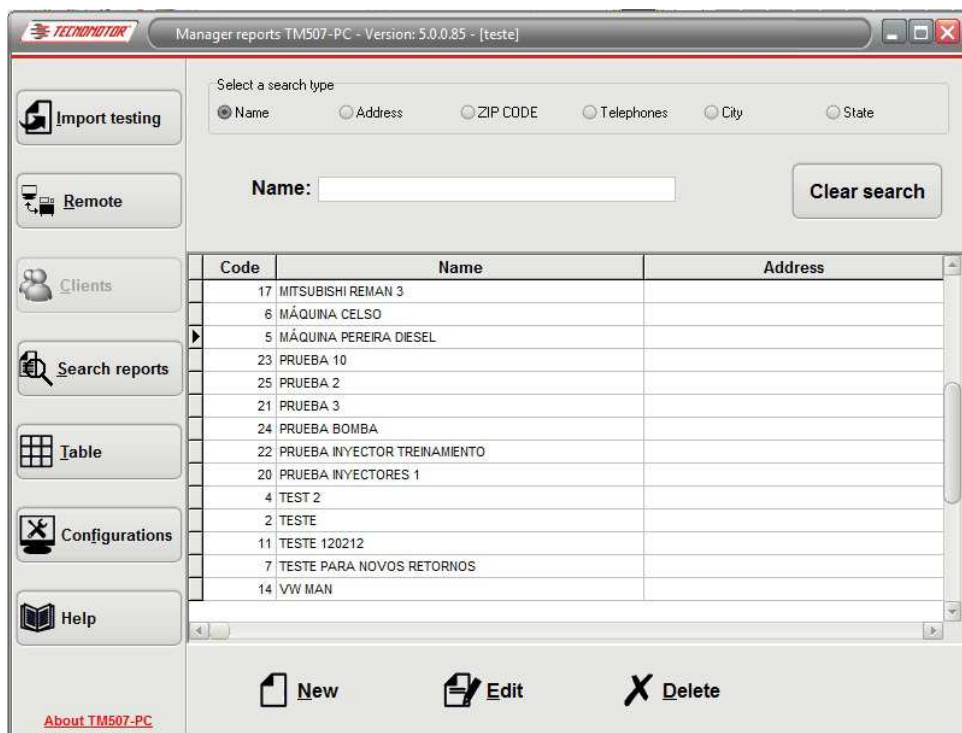 TECNOMOTOR Manager reports TM507-PC - Version: 5.0.0.85 - [teste]
Import testing
Remote
Clients
Search reports
Table
Configurations
Help
About TM507-PC
Select a search type
Name Address ZIP CODE Telephones City State
Name: Clear search
Code Name Address
17 MITSUBISHI REMAN 3
6 MÁQUINA CELSO
5 MÁQUINA PEREIRA DIESEL
23 PRUEBA 10
25 PRUEBA 2
21 PRUEBA 3
24 PRUEBA BOMBA
22 PRUEBA INYECTOR TREINAMIENTO
20 PRUEBA INYECTORES 1
4 TEST 2
2 TESTE
11 TESTE 120212
7 TESTE PARA NOVOS RETORNOS
14 VW MAN
New Edit Delete